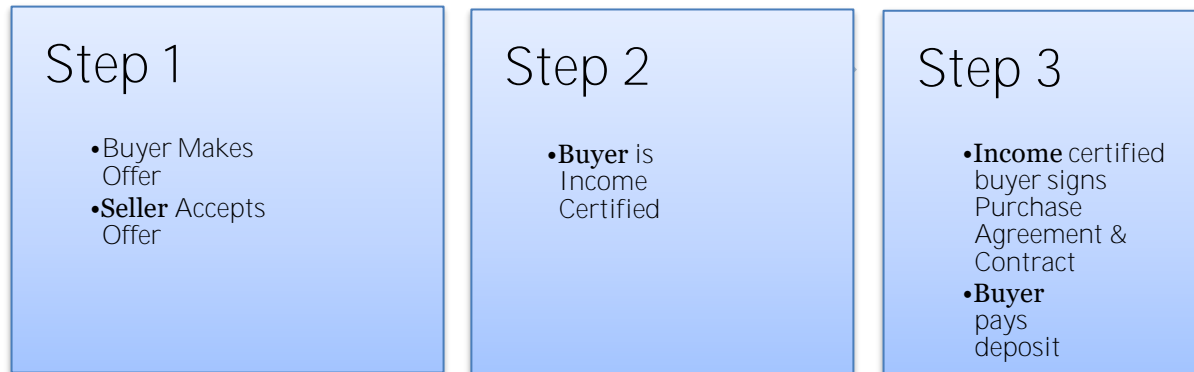 Step 1
•Buyer Makes
Offer
•Seller Accepts
Offer
Step 2
•Buyer is
Income
Certified
Step 3
•Income certified
buyer signs
Purchase
Agreement &
Contract
•Buyer
pays
deposit